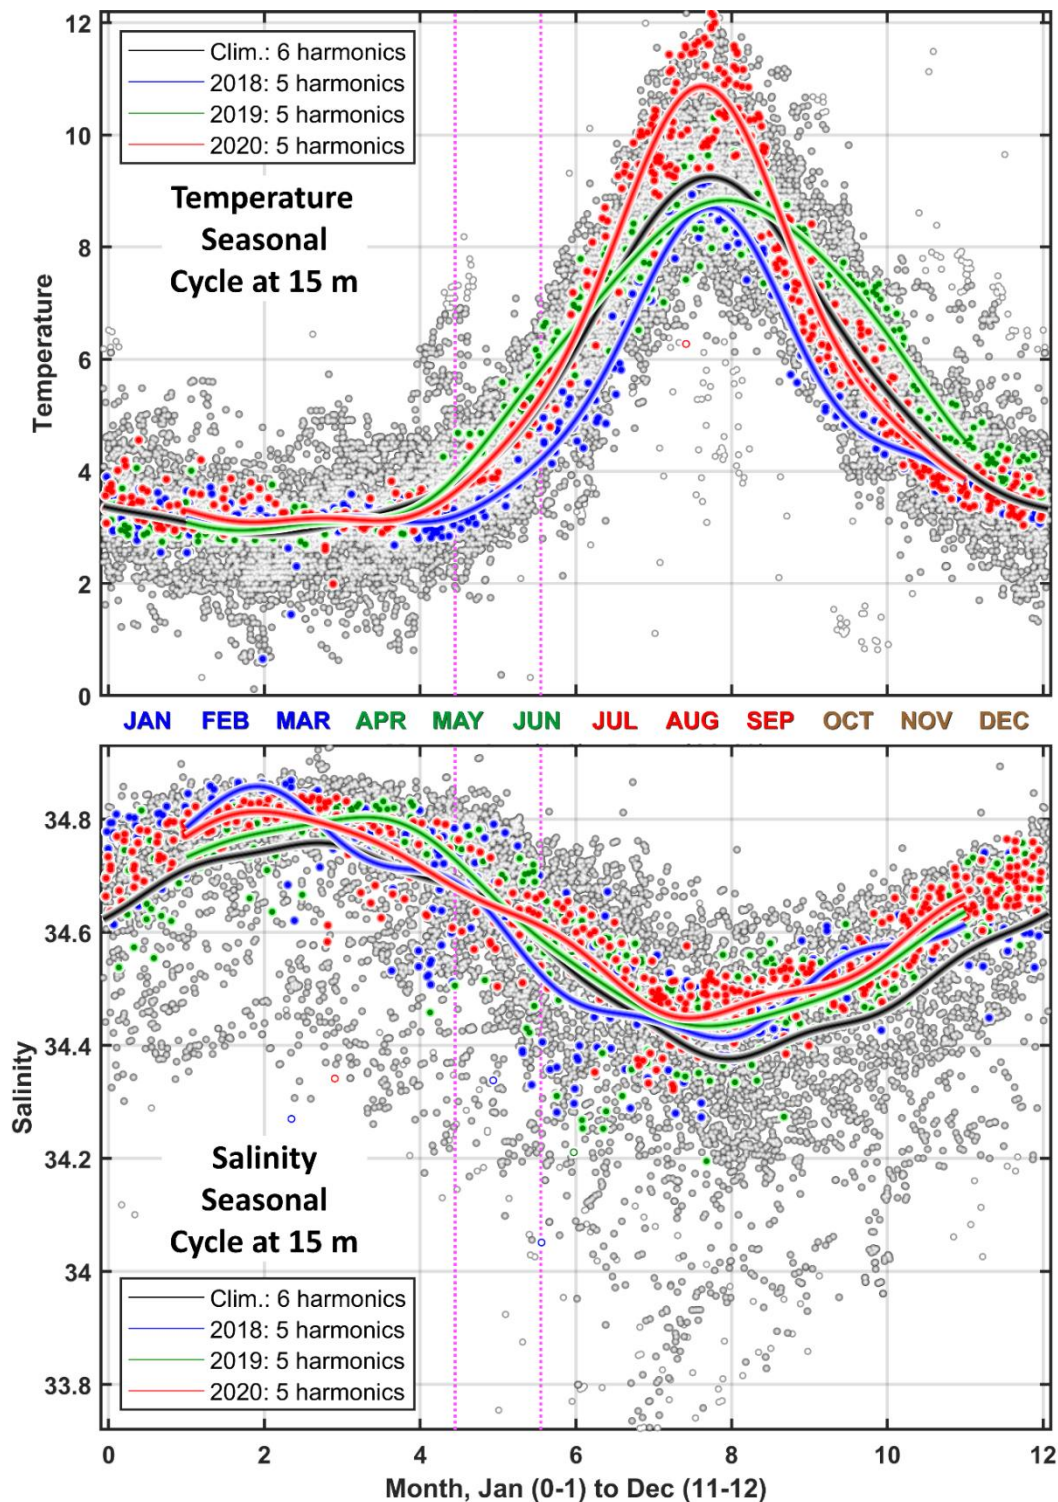 12
10
8
6
4
2
0
Temperature
Clim.: 6 harmonics
2018: 5 harmonics
2019: 5 harmonics
2020: 5 harmonics
Temperature
Seasonal
Cycle at 15 m
JAN FEB MAR APR MAY JUN JUL AUG SEP OCT NOV DEC
34.8
34.6
34.4
34.2
34
33.8
Salinity
Salinity
Seasonal
Cycle at 15 m
Clim.: 6 harmonics
2018: 5 harmonics
2019: 5 harmonics
2020: 5 harmonics
0 2 4 6 8 10 12
Month, Jan (0-1) to Dec (11-12)